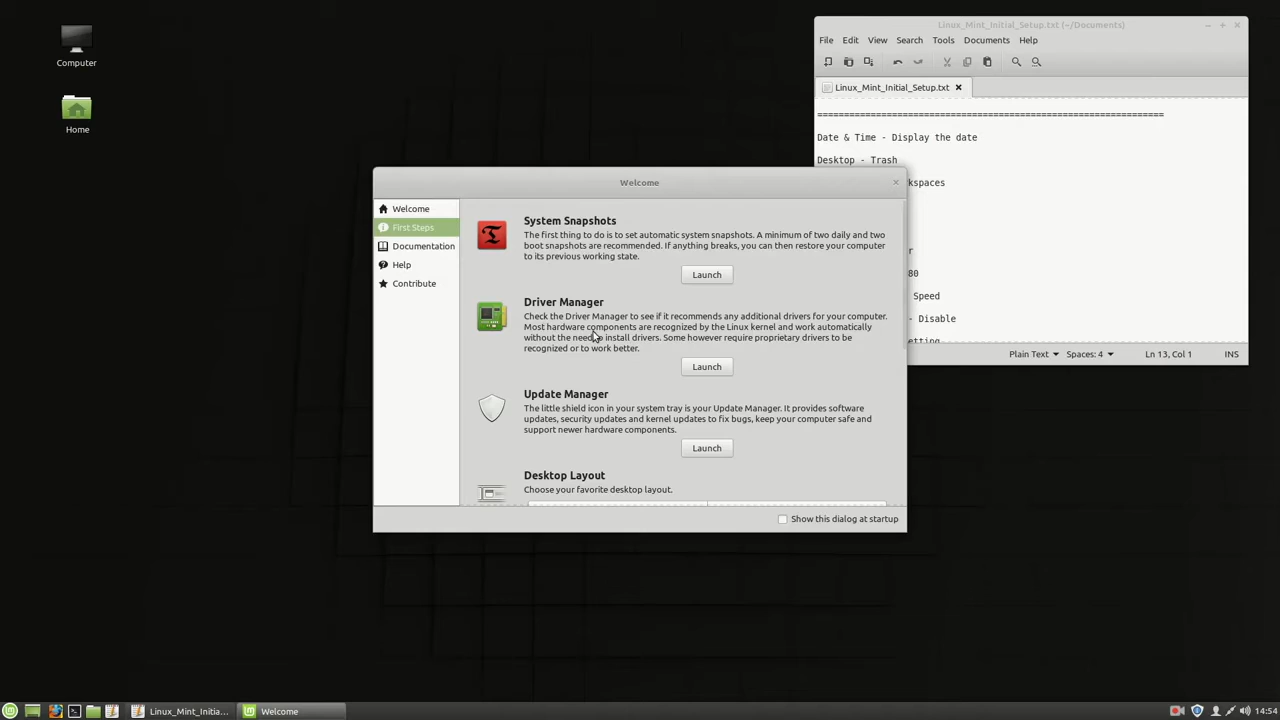 Computer
Home
Linux_Mint_Initial_Setup.txt (~/Documents)
File Edit View Search Tools Documents Help
Linux_Mint_Initial_Setup.txt
==================================================================
Date & Time - Display the date
Desktop - Trash
kspaces
80
Speed
- Disable
Plain Text Spaces: 4 Ln 13, Col 1 INS
Welcome
Welcome
First Steps
Documentation
Help
Contribute
System Snapshots
The first thing to do is to set automatic system snapshots. A minimum of two daily and two
boot snapshots are recommended. If anything breaks, you can then restore your computer
to its previous working state.
Launch
Driver Manager
Check the Driver Manager to see if it recommends any additional drivers for your computer.
Most hardware components are recognized by the Linux kernel and work automatically
without the need to install drivers. Some however require proprietary drivers to be
recognized or to work better.
Launch
Update Manager
The little shield icon in your system tray is your Update Manager. It provides software
updates, security updates and kernel updates to fix bugs, keep your computer safe and
support newer hardware components.
Launch
Desktop Layout
Choose your favorite desktop layout.
Show this dialog at startup
Linux_Mint_Initia... Welcome 14:54